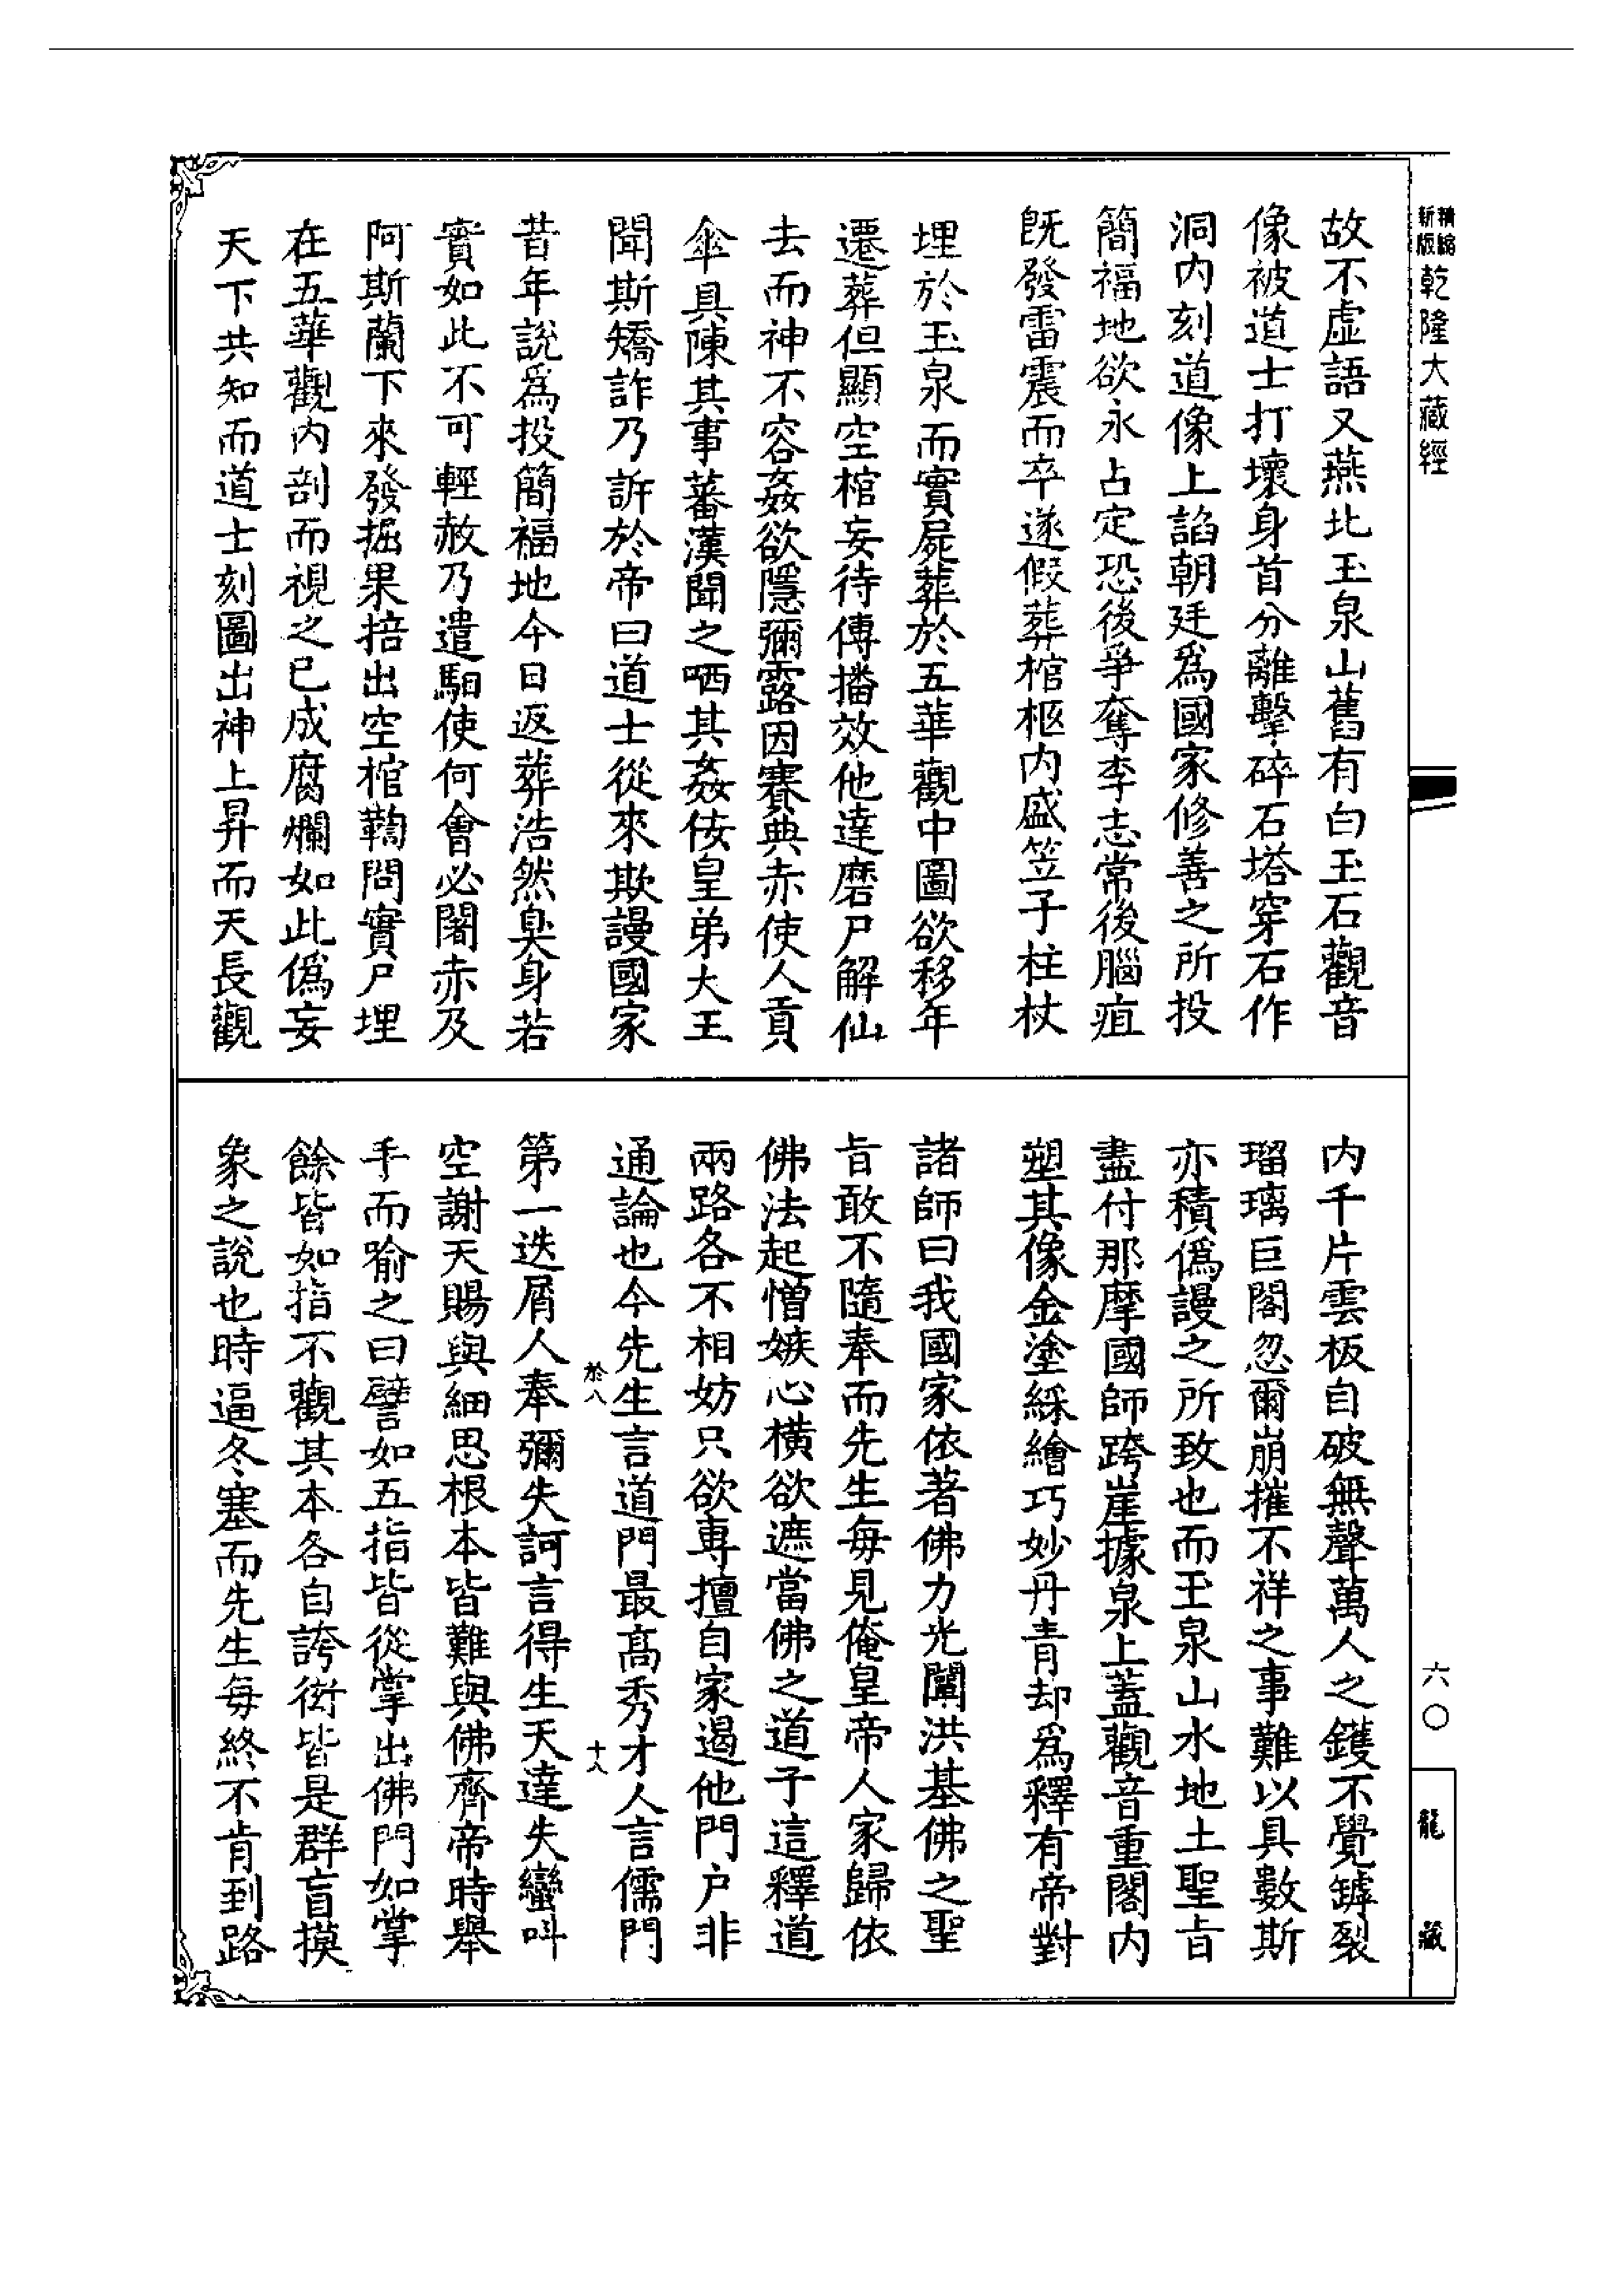 精縮新版乾隆大藏經
故不虛語又燕北玉泉山舊有白玉石觀音
像被道士打壞身首分離擊碎石塔穿石作
洞內刻道像上諂朝廷爲國家修善之所投
簡福地欲永占定恐後爭奪李志常後腦疽
既發雷震而卒遂假葬棺柩內盛笠子柱杖
埋於玉泉而實屍葬於五華觀中圖欲移年
遷葬但顯空棺妄待傳播效他達磨尸解仙
去而神不容姦欲隱彌露因賽典赤使人貢
傘具陳其事蕃漢聞之哂其姦佞皇弟大王
聞斯矯詐乃訴於帝曰道士從來欺謾國家
昔年說爲投簡福地今日返葬浩然臭身若
實如此不可輕赦乃遣馹使何會必闍赤及
阿斯蘭下來發掘果掊出空棺鞫問實尸埋
在五華觀內剖而視之已成腐爛如此僞妄
天下共知而道士刻圖出神上昇而天長觀
內千片雲板自破無聲萬人之鑊不覺罅裂
瑠璃巨閣忽爾崩摧不祥之事難以具數斯
亦積僞謾之所致也而玉泉山水地土聖旨
盡付那摩國師跨崖據泉上蓋觀音重閣內
塑其像金塗綵繪巧妙丹青却爲釋有帝對
諸師曰我國家依著佛力光闡洪基佛之聖
旨敢不隨奉而先生每見俺皇帝人家歸依
佛法起憎嫉心橫欲遮當佛之道子這釋道
兩路各不相妨只欲專擅自家遏他門户非
通論也今先生言道門最高秀才人言儒門
於八
十八
第一迭屑人奉彌失訶言得生天達失蠻叫
空謝天賜與細思根本皆難與佛齊帝時舉
手而喻之曰譬如五指皆從掌出佛門如掌
餘皆如指不觀其本各自誇衒皆是群盲摸
象之說也時逼冬塞而先生每終不肯到路
六〇
龍藏